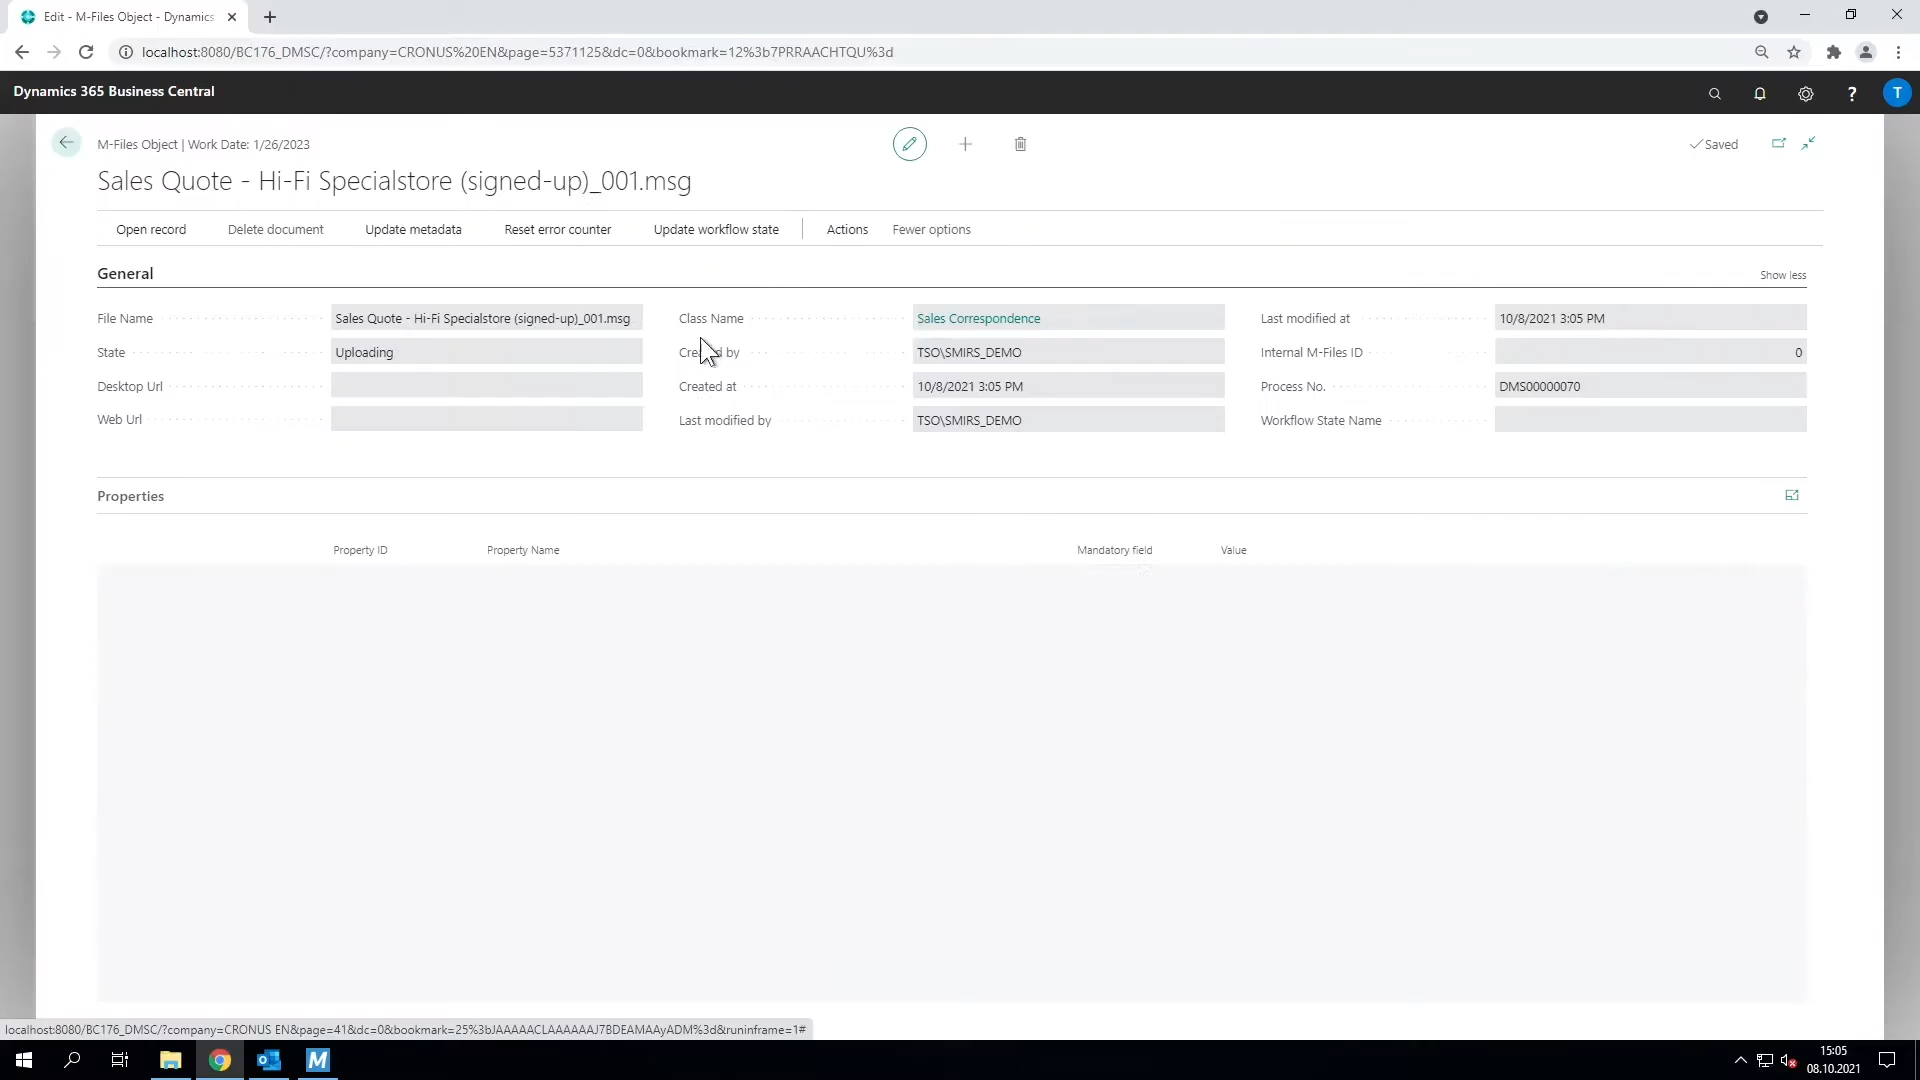 Edit - M-Files Object - Dynamics
localhost:8080/BC176_DMSC/?company=CRONUS%20EN&page=5371125&dc=0&bookmark=12%3b7PRRAACHTQU%3d
Dynamics 365 Business Central
?
T
M-Files Object | Work Date: 1/26/2023
Saved
Sales Quote - Hi-Fi Specialstore (signed-up)_001.msg
Open record Delete document Update metadata Reset error counter Update workflow state Actions Fewer options
General
Show less
File Name Sales Quote - Hi-Fi Specialstore (signed-up)_001.msg Class Name Sales Correspondence Last modified at 10/8/2021 3:05 PM
State Uploading Created by TSO\SMIRS_DEMO Internal M-Files ID 0
Desktop Url Created at 10/8/2021 3:05 PM Process No. DMS00000070
Web Url Last modified by TSO\SMIRS_DEMO Workflow State Name
Properties
Property ID Property Name Mandatory field Value
localhost:8080/BC176_DMSC/?company=CRONUS EN&page=41&dc=0&bookmark=25%3bJAAAAACLAAAAAAJ7BDEAMAAyADM%3d&runinframe=1#
M
15:05
08.10.2021